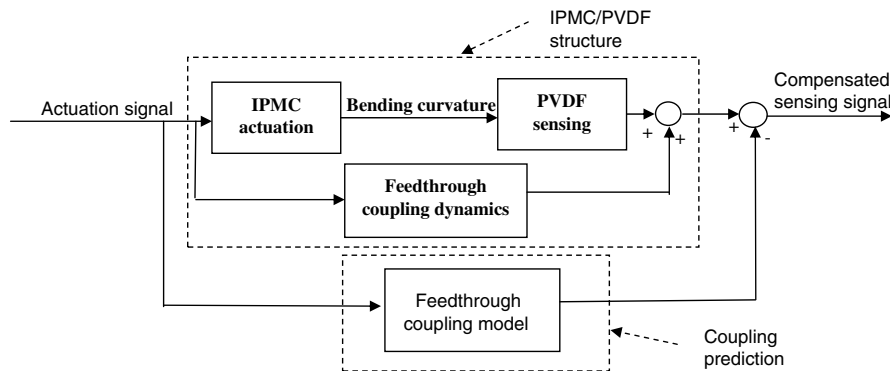 IPMC/PVDF
structure
Actuation signal
IPMC
actuation
Bending curvature
PVDF
sensing
Compensated
sensing signal
+
+
+
-
Feedthrough
coupling dynamics
Feedthrough
coupling model
Coupling
prediction